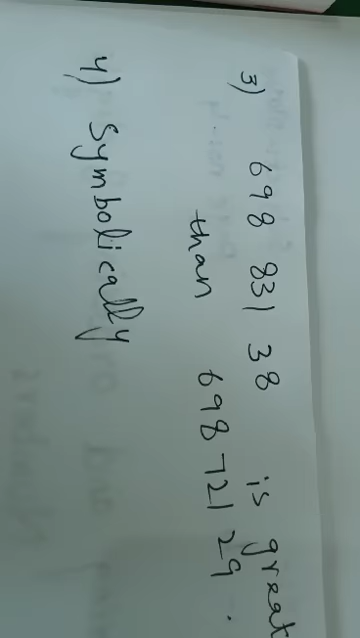 3) 698 831 38 is great
than 698 721 29.
4) Symbolically